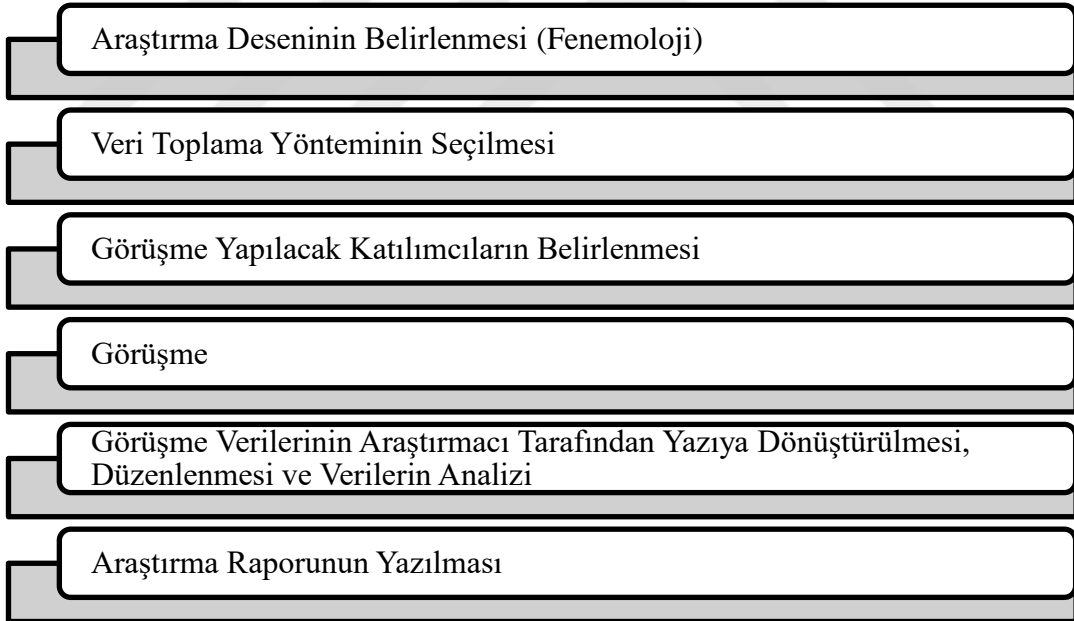 Araştırma Deseninin Belirlenmesi (Fenemoloji)
Veri Toplama Yönteminin Seçilmesi
Görüşme Yapılacak Katılımcıların Belirlenmesi
Görüşme
Görüşme Verilerinin Araştırmacı Tarafından Yazıya Dönüştürülmesi,
Düzenlenmesi ve Verilerin Analizi
Araştırma Raporunun Yazılması